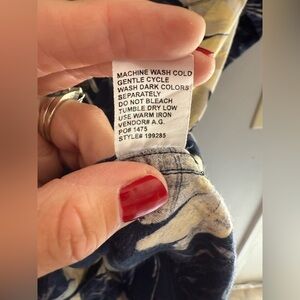 MACHINE WASH COLD
GENTLE CYCLE
WASH DARK COLORS
SEPARATELY
DO NOT BLEACH
TUMBLE DRY LOW
USE WARM IRON
VENDOR# A.G.
PO# 1475
STYLE# 199285